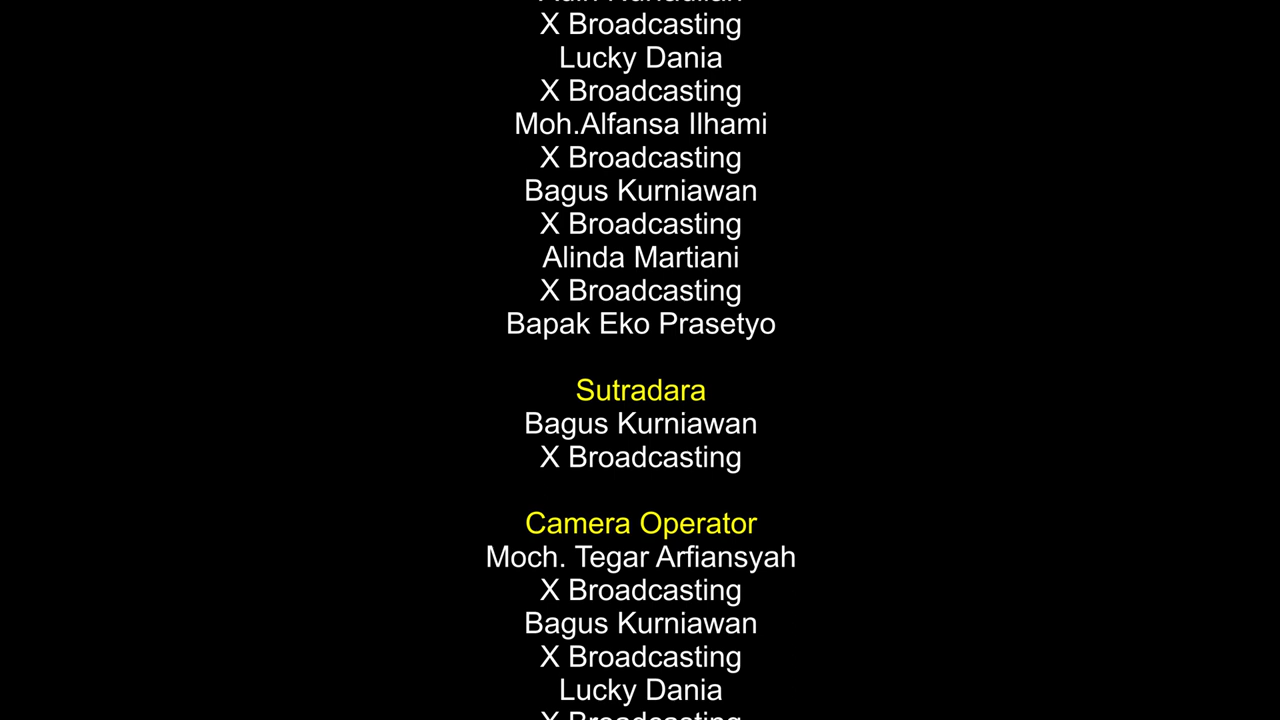 X Broadcasting
Lucky Dania
X Broadcasting
Moh.Alfansa Ilhami
X Broadcasting
Bagus Kurniawan
X Broadcasting
Alinda Martiani
X Broadcasting
Bapak Eko Prasetyo
Sutradara
Bagus Kurniawan
X Broadcasting
Camera Operator
Moch. Tegar Arfiansyah
X Broadcasting
Bagus Kurniawan
X Broadcasting
Lucky Dania
X Broadcasting